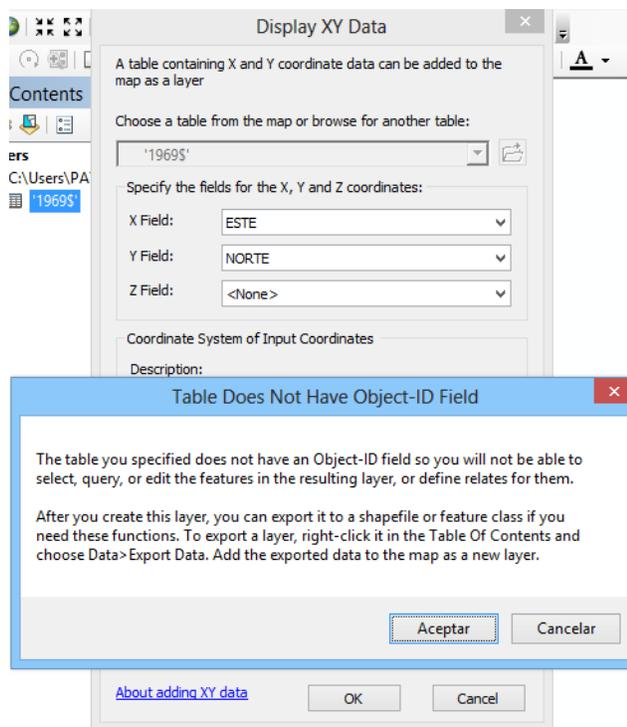 Display XY Data
A
Contents
A table containing X and Y coordinate data can be added to the
map as a layer
Choose a table from the map or browse for another table:
'1969$'
ers
C:\Users\PA
'1969$'
Specify the fields for the X, Y and Z coordinates:
X Field:
ESTE
Y Field:
NORTE
Z Field:
<None>
Coordinate System of Input Coordinates
Description:
Table Does Not Have Object-ID Field
The table you specified does not have an Object-ID field so you will not be able to
select, query, or edit the features in the resulting layer, or define relates for them.
After you create this layer, you can export it to a shapefile or feature class if you
need these functions. To export a layer, right-click it in the Table Of Contents and
choose Data>Export Data. Add the exported data to the map as a new layer.
Aceptar
Cancelar
About adding XY data
OK
Cancel